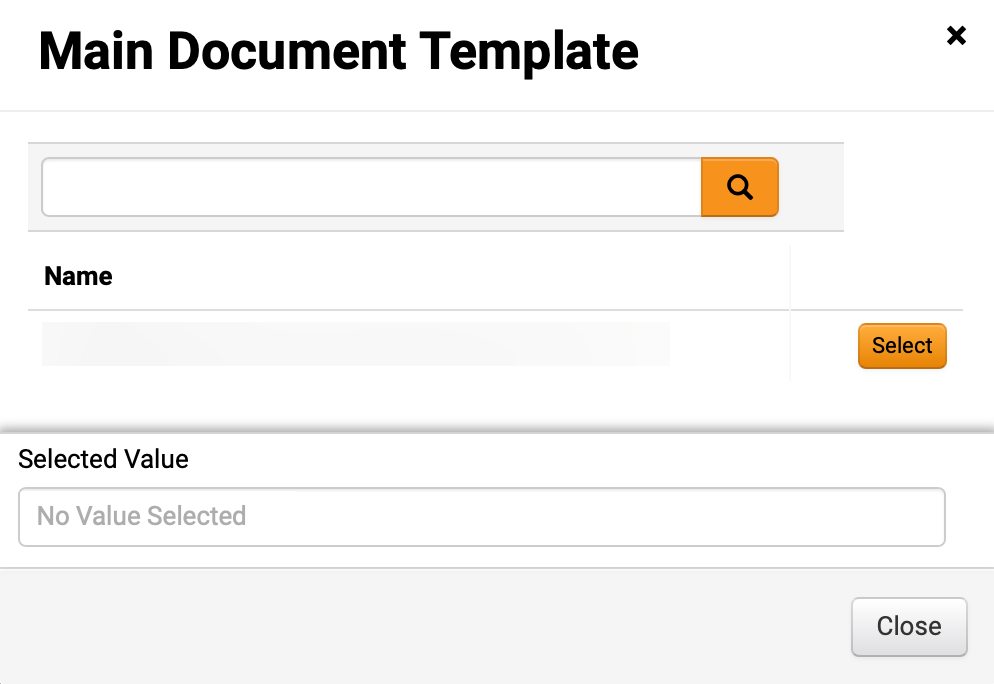 Main Document Template
Name
Select
Selected Value
No Value Selected
Close